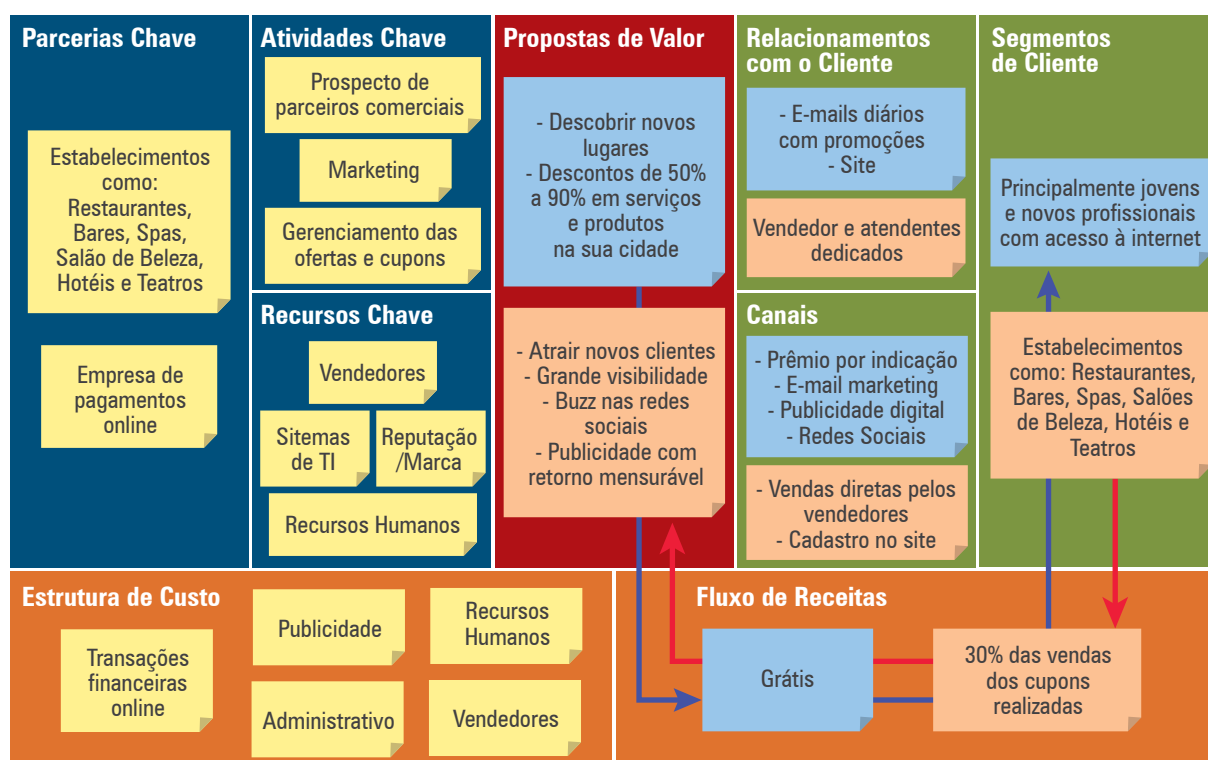 Parcerias Chave
Estabelecimentos
como:
Restaurantes,
Bares, Spas,
Salão de Beleza,
Hotéis e Teatros
Empresa de
pagamentos
online
Atividades Chave
Prospecto de
parceiros comerciais
Marketing
Gerenciamento das
ofertas e cupons
Recursos Chave
Vendedores
Sitemas
de TI
Reputação
/Marca
Recursos Humanos
Propostas de Valor
- Descobrir novos
lugares
- Descontos de 50%
a 90% em serviços
e produtos
na sua cidade
- Atrair novos clientes
- Grande visibilidade
- Buzz nas redes
sociais
- Publicidade com
retorno mensurável
Relacionamentos
com o Cliente
- E-mails diários
com promoções
- Site
Vendedor e atendentes
dedicados
Canais
- Prêmio por indicação
- E-mail marketing
- Publicidade digital
- Redes Sociais
- Vendas diretas pelos
vendedores
- Cadastro no site
Segmentos
de Cliente
Principalmente jovens
e novos profissionais
com acesso à internet
Estabelecimentos
como: Restaurantes,
Bares, Spas, Salões
de Beleza, Hotéis e
Teatros
Estrutura de Custo
Transações
financeiras
online
Publicidade
Recursos
Humanos
Administrativo
Vendedores
Fluxo de Receitas
Grátis
30% das vendas
dos cupons
realizadas